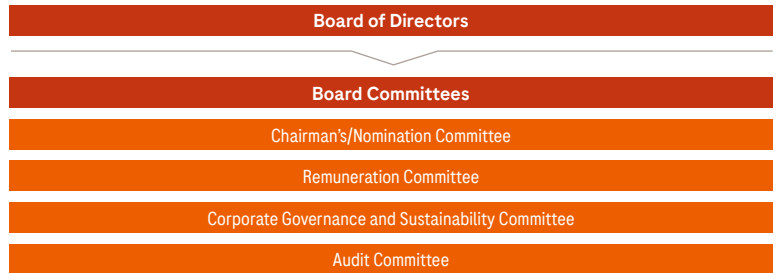 Board of Directors
Board Committees
Chairman's/Nomination Committee
Remuneration Committee
Corporate Governance and Sustainability Committee
Audit Committee